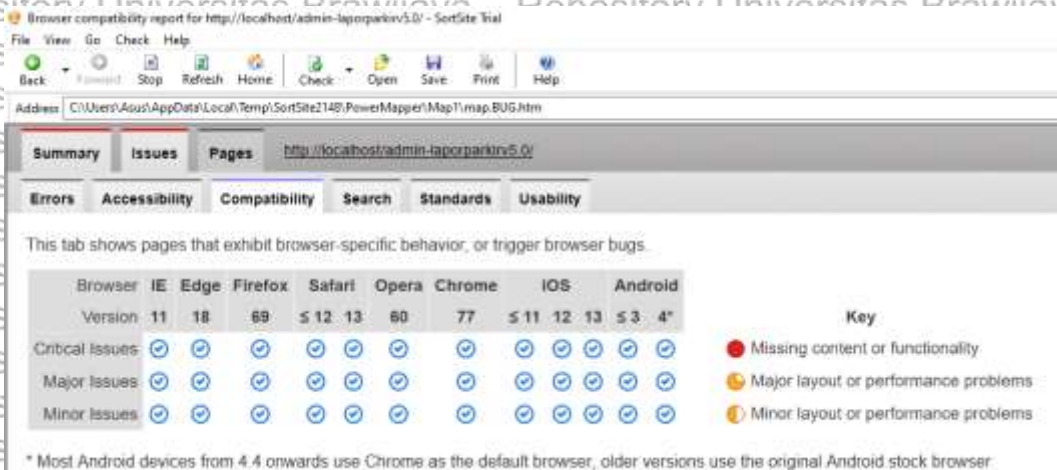 Repository Universitas Brawijaya
Browser compatibility report for http://localhost/admin-laporparkirv5.0/ - SortSite Trial
File View Go Check Help
Back Forward Stop Refresh Home Check Open Save Print Help
Address C:\Users\Asus\AppData\Local\Temp\SortSite2148\PowerMapper\Map1\map.BUG.htm
Summary Issues Pages http://localhost/admin-laporparkirv5.0/
Errors Accessibility Compatibility Search Standards Usability
This tab shows pages that exhibit browser-specific behavior, or trigger browser bugs.
Browser IE Edge Firefox Safari Opera Chrome iOS Android
Version 11 18 69 ≤ 12 13 60 77 ≤ 11 12 13 ≤ 3 4* Key
Critical Issues Missing content or functionality
Major Issues Major layout or performance problems
Minor Issues Minor layout or performance problems
* Most Android devices from 4.4 onwards use Chrome as the default browser, older versions use the original Android stock browser